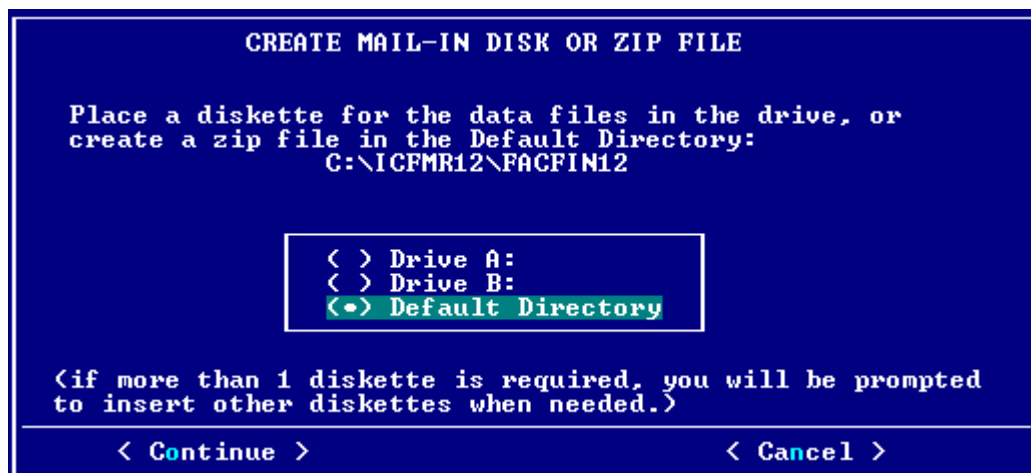 CREATE MAIL-IN DISK OR ZIP FILE
Place a diskette for the data files in the drive, or
create a zip file in the Default Directory:
C:\ICFMR12\FACFIN12
( ) Drive A:
( ) Drive B:
(•) Default Directory
(if more than 1 diskette is required, you will be prompted
to insert other diskettes when needed.)
< Continue > < Cancel >